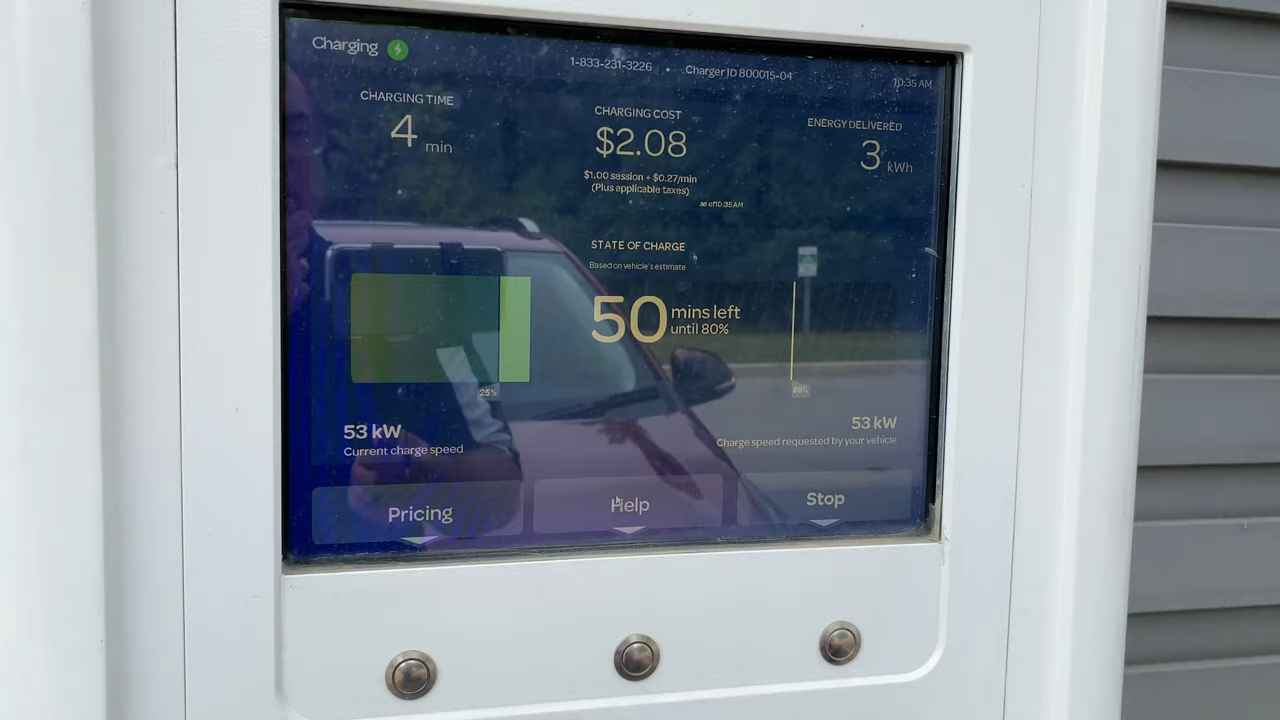 Charging
1-833-231-3226 • Charger ID 800015-04
10:35 AM
CHARGING TIME
4 min
CHARGING COST
$2.08
$1.00 session + $0.27/min
(Plus applicable taxes)
as of 10:35 AM
ENERGY DELIVERED
3 kWh
STATE OF CHARGE
Based on vehicle's estimate
50 mins left
until 80%
25%
80%
53 kW
Current charge speed
53 kW
Charge speed requested by your vehicle
Pricing
Help
Stop